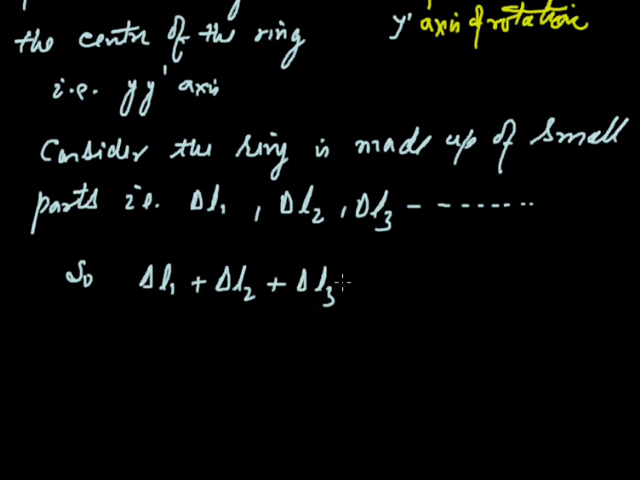 the centre of the ring
y' axis of rotation
i.e. yy' axis
Consider the ring is made up of small
parts i.e. Δl₁, Δl₂, Δl₃ - - - - - - - -
So Δl₁ + Δl₂ + Δl₃